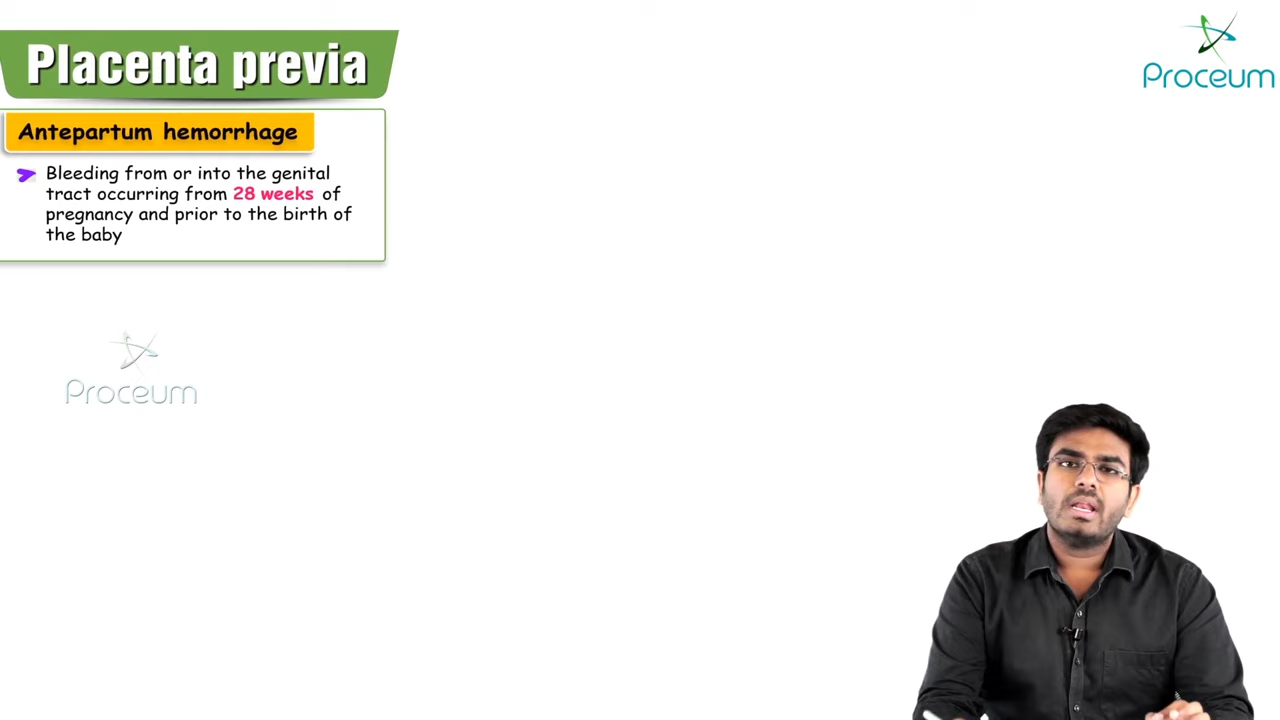 Placenta previa
Proceum
Antepartum hemorrhage
Bleeding from or into the genital
tract occurring from 28 weeks of
pregnancy and prior to the birth of
the baby
Proceum